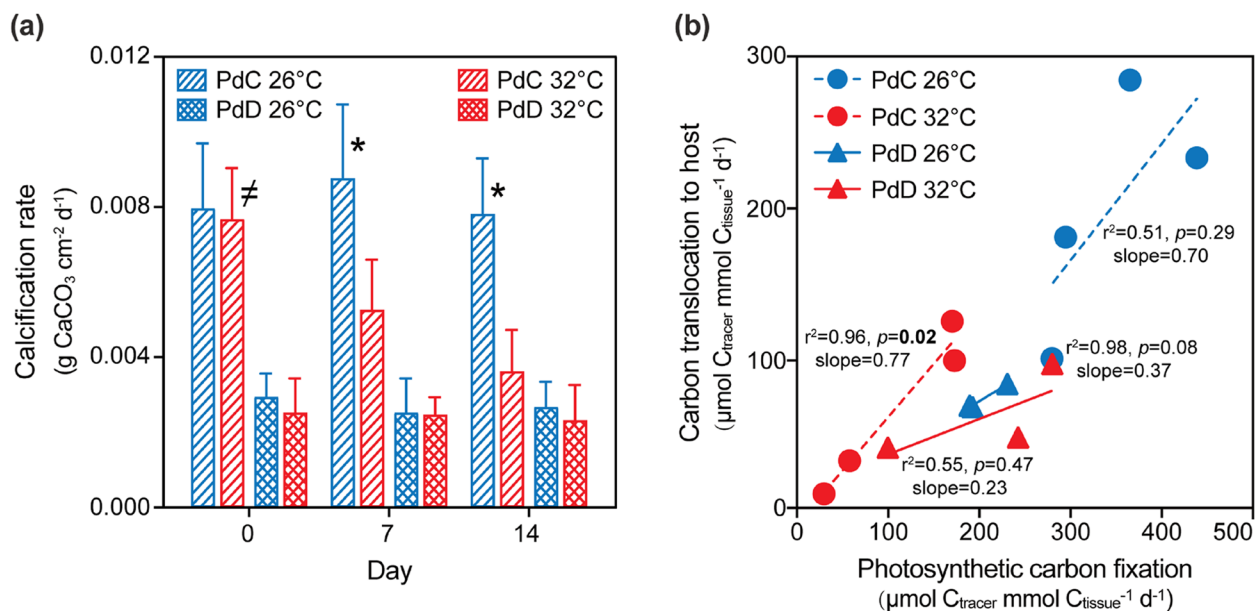 (a)
0.012
0.008
0.004
0.000
Calcification rate
(g CaCO₃ cm⁻² d⁻¹)
PdC 26°C
PdD 26°C
PdC 32°C
PdD 32°C
≠
*
*
0
7
14
Day
(b)
300
200
100
0
Carbon translocation to host
(µmol C_tracer mmol C_tissue⁻¹ d⁻¹)
PdC 26°C
PdC 32°C
PdD 26°C
PdD 32°C
r²=0.51, p=0.29
slope=0.70
r²=0.96, p=0.02
slope=0.77
r²=0.98, p=0.08
slope=0.37
r²=0.55, p=0.47
slope=0.23
0
100
200
300
400
500
Photosynthetic carbon fixation
(µmol C_tracer mmol C_tissue⁻¹ d⁻¹)